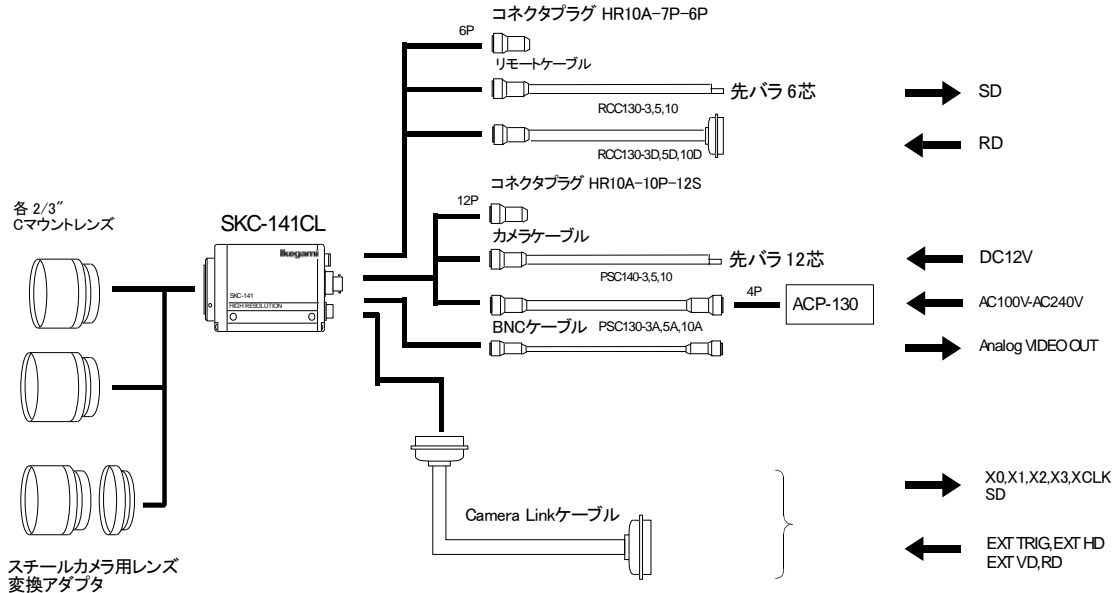 コネクタプラグ HR10A-7P-6P
6P
リモートケーブル
先バラ 6芯
RCC130-3,5,10
SD
RD
RCC130-3D,5D,10D
コネクタプラグ HR10A-10P-12S
12P
各 2/3″
Cマウントレンズ
SKC-141CL
カメラケーブル
Ikegami
先バラ 12芯
DC12V
PSC140-3,5,10
4P
SKC-141
HIGH RESOLUTION
ACP-130
AC100V-AC240V
BNCケーブル
PSC130-3A,5A,10A
Analog VIDEO OUT
X0,X1,X2,X3,XCLK
SD
Camera Linkケーブル
EXT TRIG,EXT HD
EXT VD,RD
スチールカメラ用レンズ
変換アダプタ